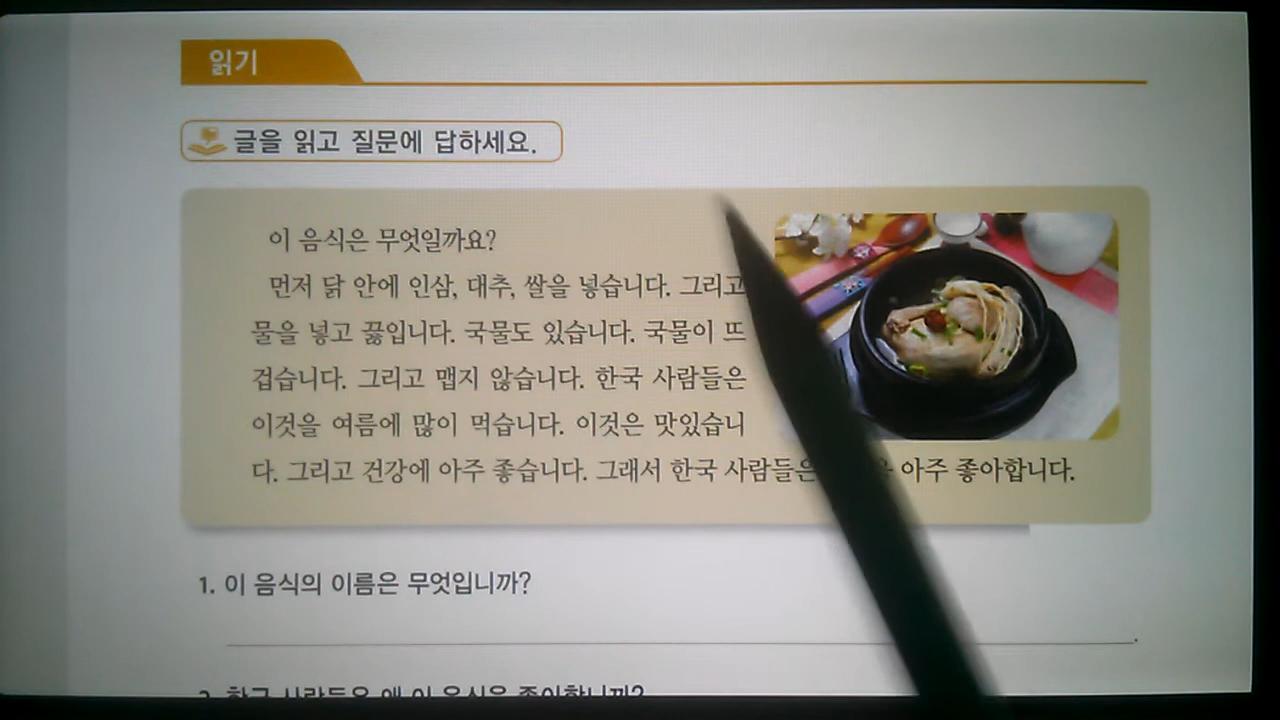 읽기
글을 읽고 질문에 답하세요.
이 음식은 무엇일까요?
먼저 닭 안에 인삼, 대추, 쌀을 넣습니다. 그리고
물을 넣고 끓입니다. 국물도 있습니다. 국물이 뜨
겁습니다. 그리고 맵지 않습니다. 한국 사람들은
이것을 여름에 많이 먹습니다. 이것은 맛있습니
다. 그리고 건강에 아주 좋습니다. 그래서 한국 사람들은 아주 좋아합니다.
1. 이 음식의 이름은 무엇입니까?